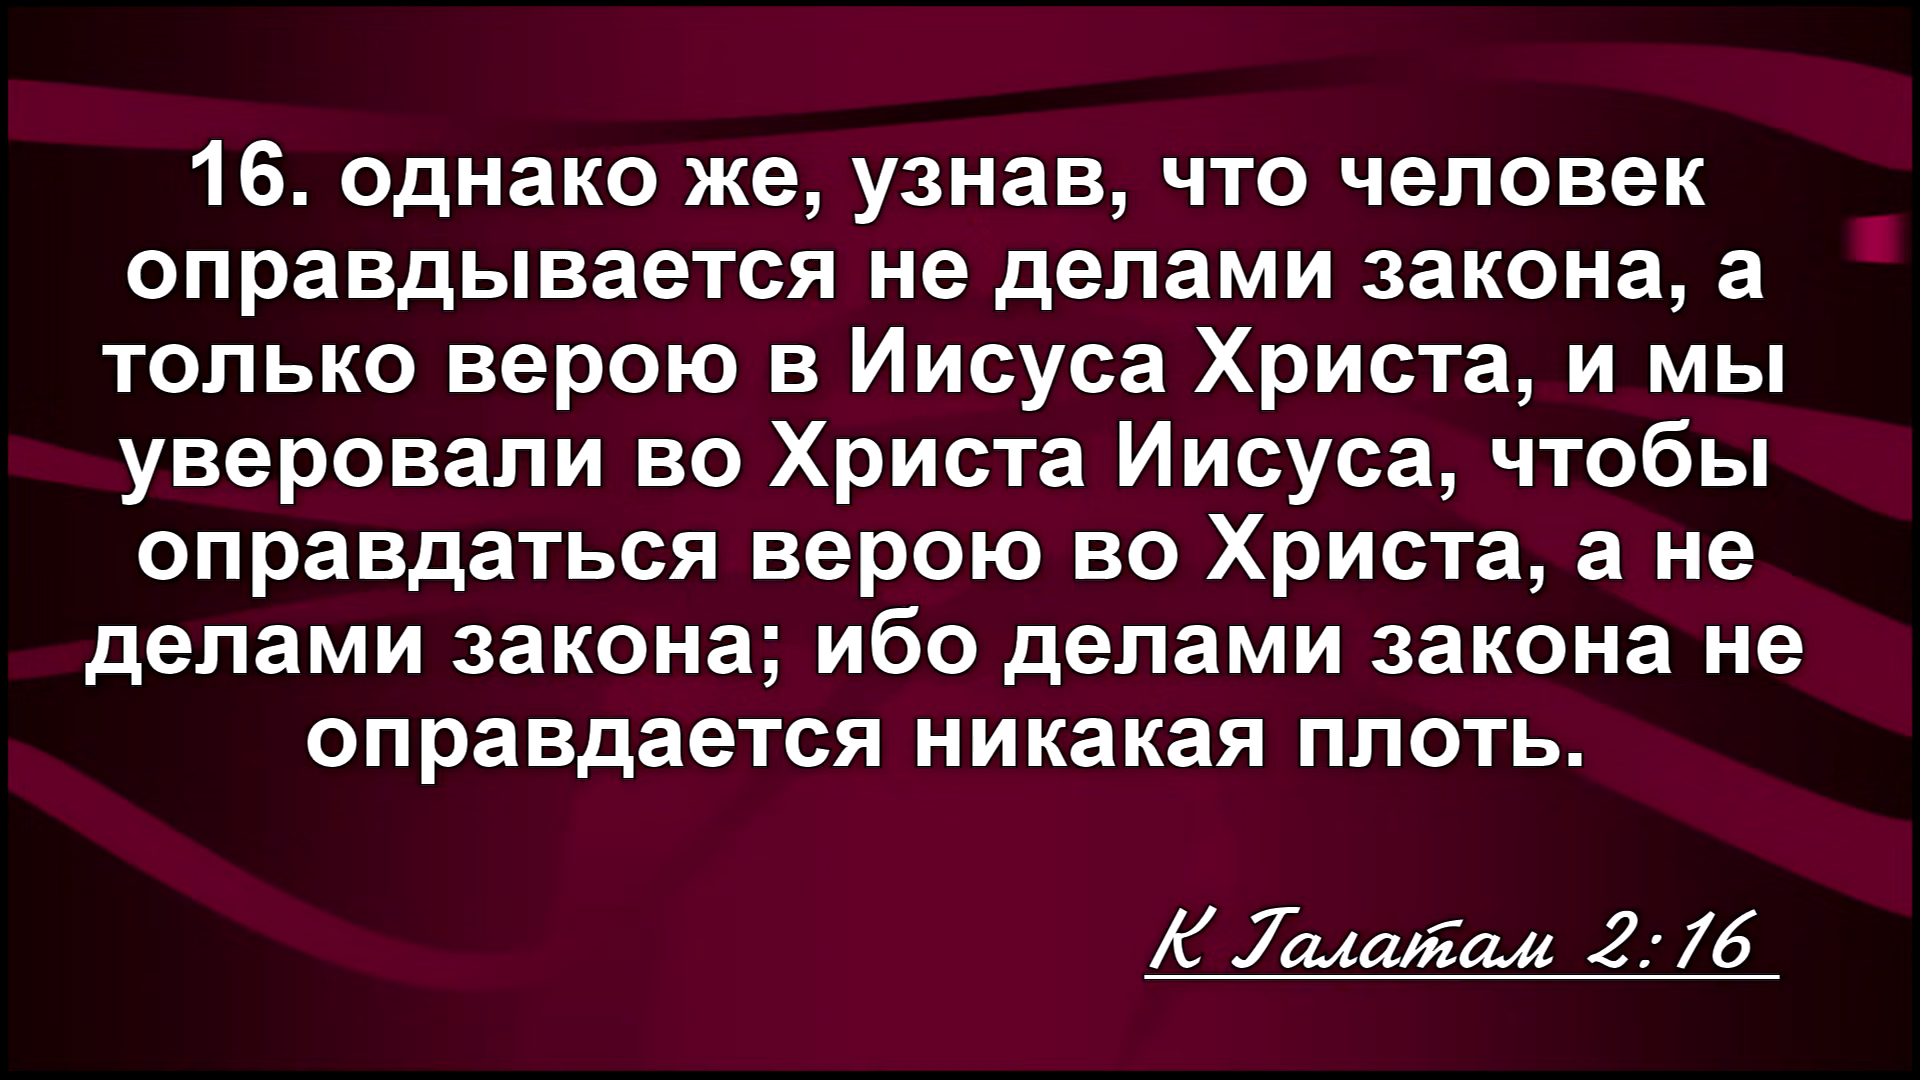 16. однако же, узнав, что человек
оправдывается не делами закона, а
только верою в Иисуса Христа, и мы
уверовали во Христа Иисуса, чтобы
оправдаться верою во Христа, а не
делами закона; ибо делами закона не
оправдается никакая плоть.
К Галатам 2:16